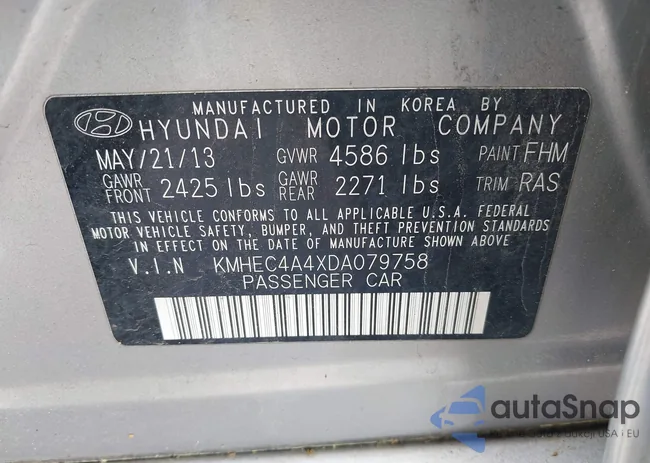 MANUFACTURED IN KOREA BY
HYUNDAI MOTOR COMPANY
MAY/21/13 GVWR 4586 lbs PAINT FHM
GAWR FRONT 2425 lbs GAWR REAR 2271 lbs TRIM RAS
THIS VEHICLE CONFORMS TO ALL APPLICABLE U.S.A. FEDERAL
MOTOR VEHICLE SAFETY, BUMPER, AND THEFT PREVENTION STANDARDS
IN EFFECT ON THE DATE OF MANUFACTURE SHOWN ABOVE
V.I.N KMHEC4A4XDA079758
PASSENGER CAR
autoSnap
USA i EU